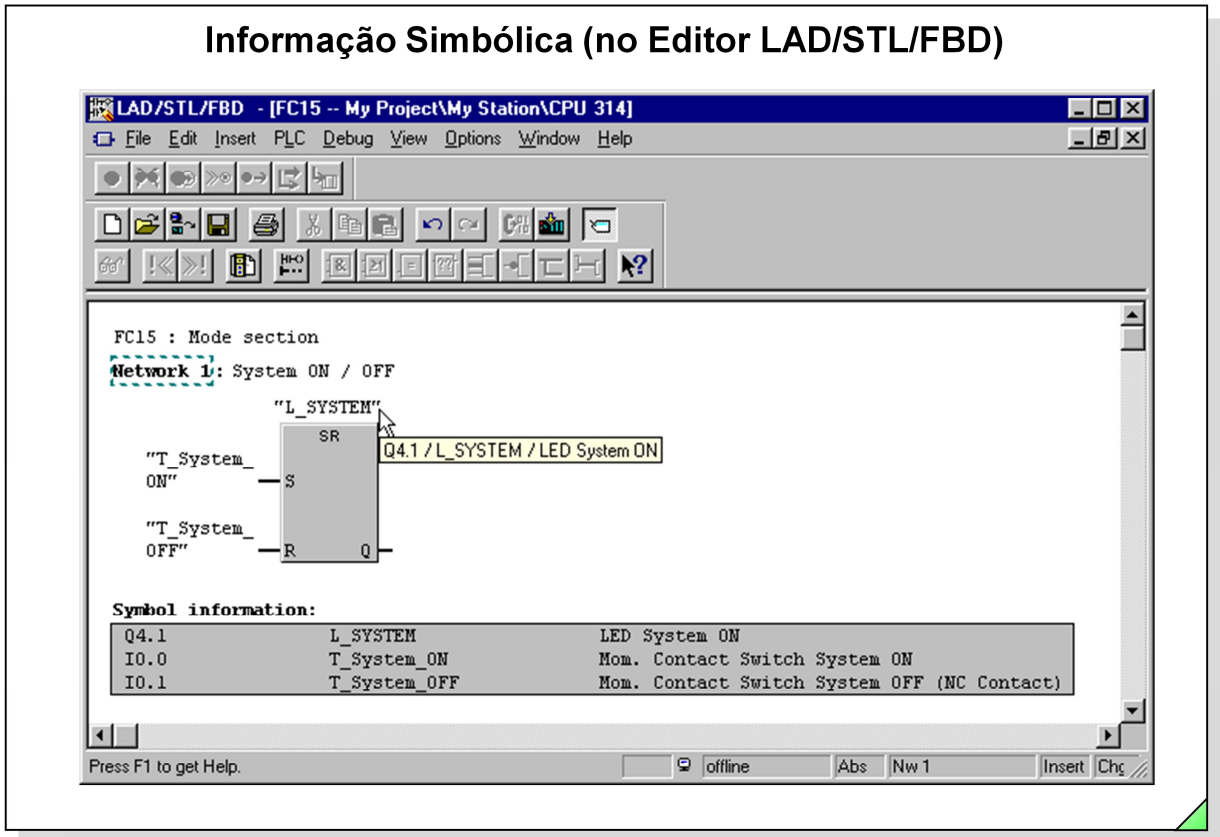 Informação Simbólica (no Editor LAD/STL/FBD)
LAD/STL/FBD - [FC15 -- My Project\My Station\CPU 314]
File Edit Insert PLC Debug View Options Window Help
FC15 : Mode section
Network 1: System ON / OFF
"L_SYSTEM"
SR
Q4.1 / L_SYSTEM / LED System ON
"T_System_
ON"
S
"T_System_
OFF"
R Q
Symbol information:
Q4.1 L_SYSTEM LED System ON
I0.0 T_System_ON Mom. Contact Switch System ON
I0.1 T_System_OFF Mom. Contact Switch System OFF (NC Contact)
Press F1 to get Help. offline Abs Nw 1 Insert Chg